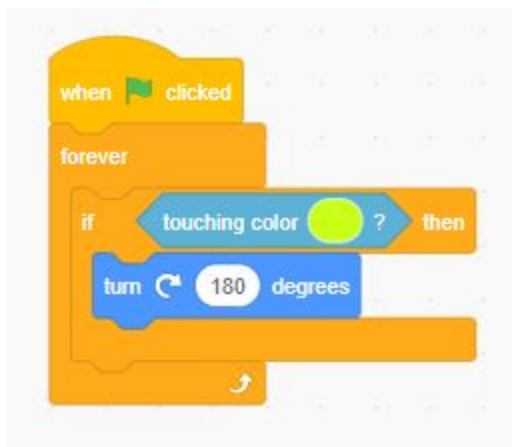 when clicked
forever
if touching color ? then
turn 180 degrees